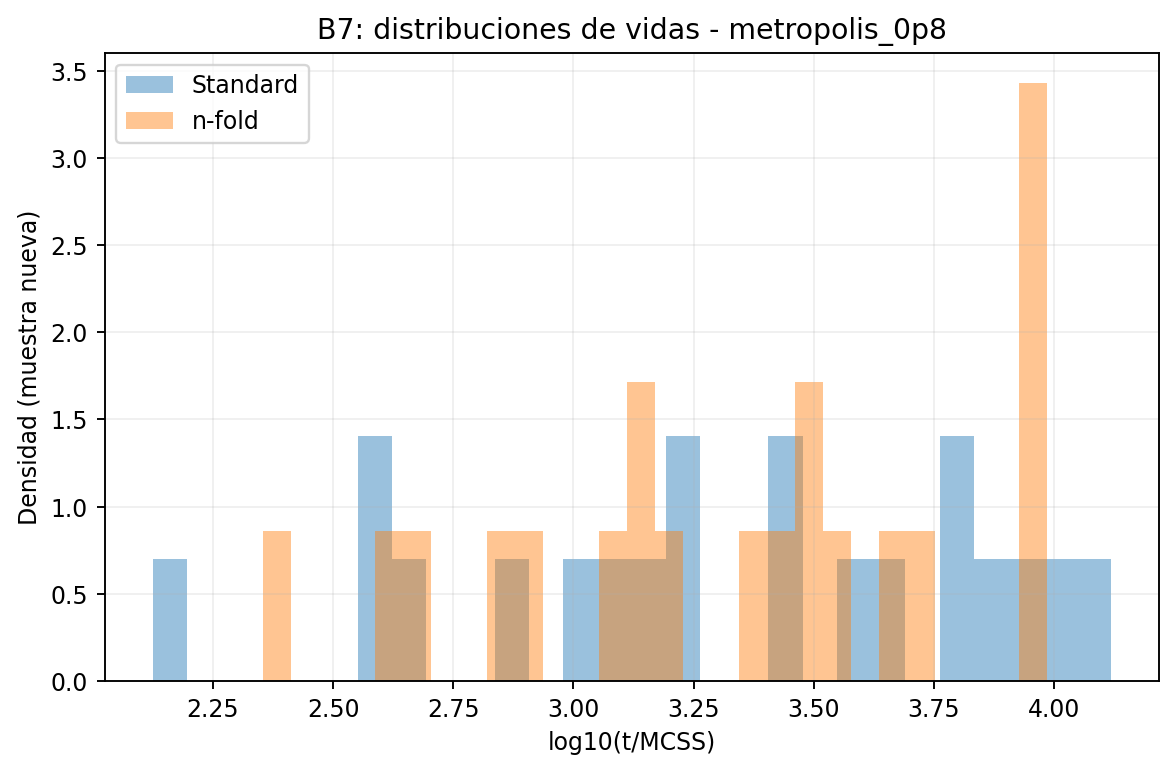 B7: distribuciones de vidas - metropolis_0p8
Standard
n-fold
Densidad (muestra nueva)
3.5
3.0
2.5
2.0
1.5
1.0
0.5
0.0
2.25 2.50 2.75 3.00 3.25 3.50 3.75 4.00
log10(t/MCSS)